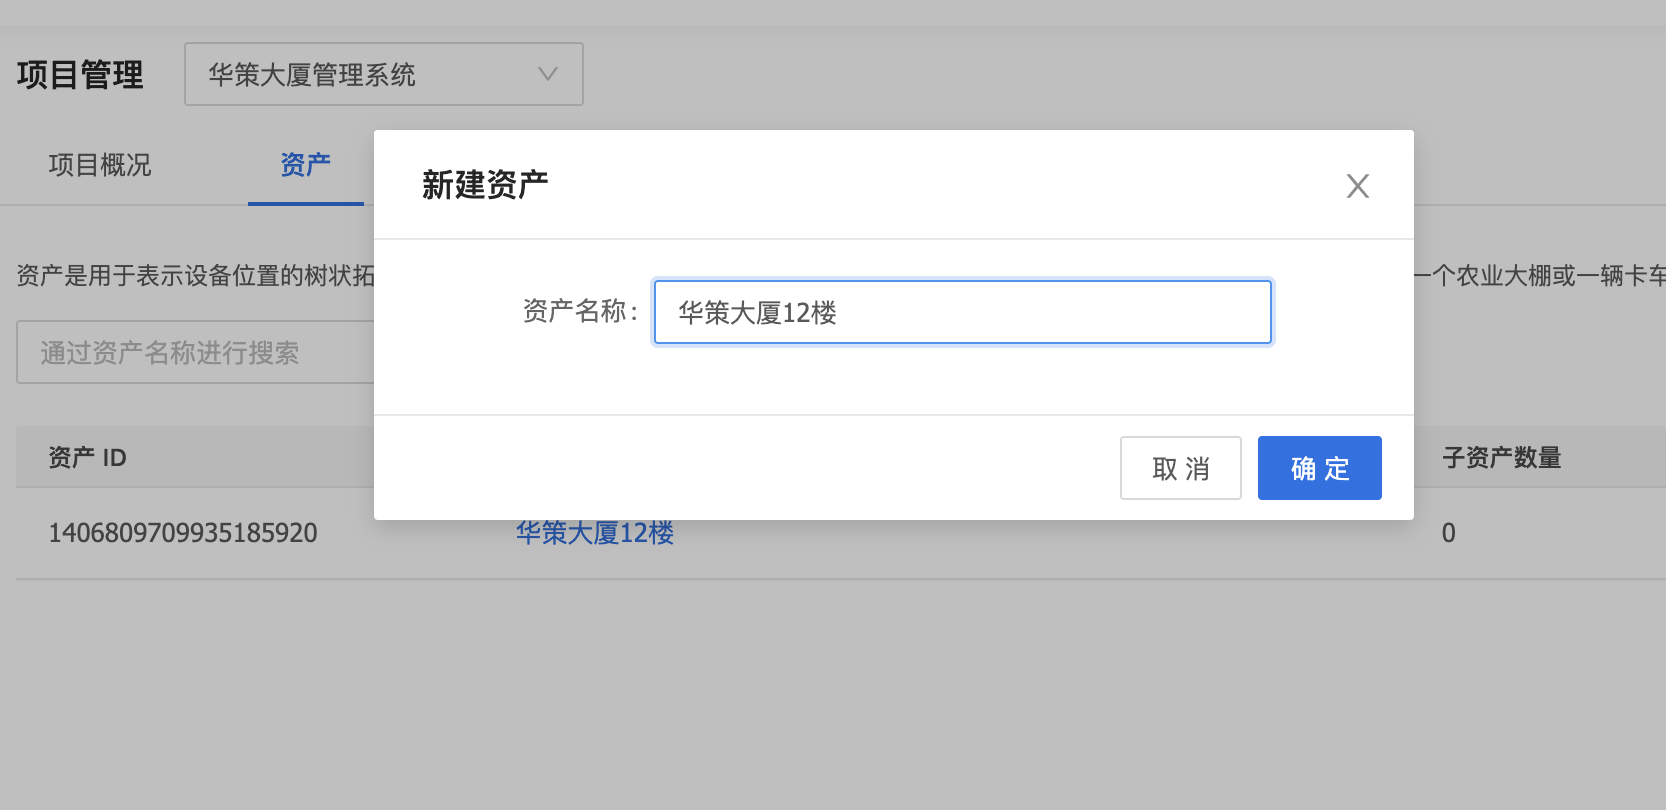 项目管理
华策大厦管理系统
项目概况
资产
新建资产
资产是用于表示设备位置的树状拓
一个农业大棚或一辆卡车
资产名称：
华策大厦12楼
通过资产名称进行搜索
取 消
确 定
资产 ID
子资产数量
1406809709935185920
华策大厦12楼
0